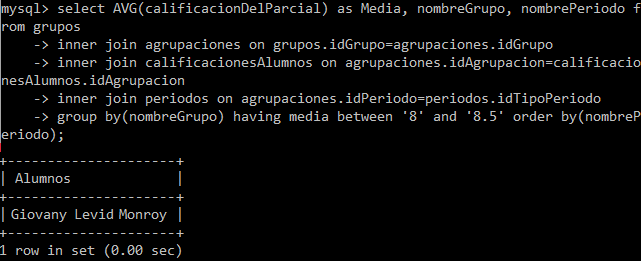 mysql> select AVG(calificacionDelParcial) as Media, nombreGrupo, nombrePeriodo f
rom grupos
    -> inner join agrupaciones on grupos.idGrupo=agrupaciones.idGrupo
    -> inner join calificacionesAlumnos on agrupaciones.idAgrupacion=calificacio
nesAlumnos.idAgrupacion
    -> inner join periodos on agrupaciones.idPeriodo=periodos.idTipoPeriodo
    -> group by(nombreGrupo) having media between '8' and '8.5' order by(nombreP
eriodo);
+---------------------+
| Alumnos             |
+---------------------+
| Giovany Levid Monroy |
+---------------------+
1 row in set (0.00 sec)